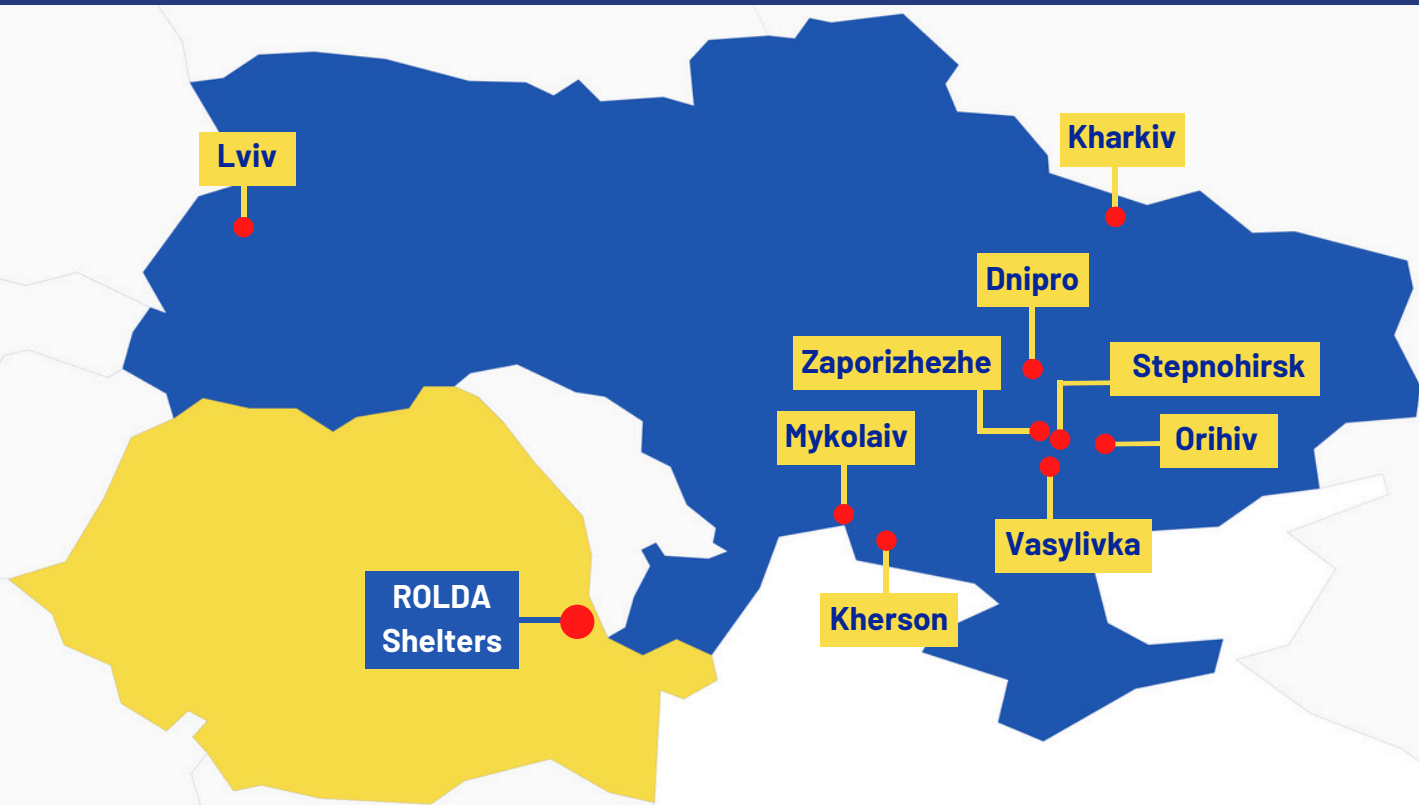 Lviv
Kharkiv
Dnipro
Zaporizhezhe
Stepnohirsk
Mykolaiv
Orihiv
Vasylivka
ROLDA
Shelters
Kherson